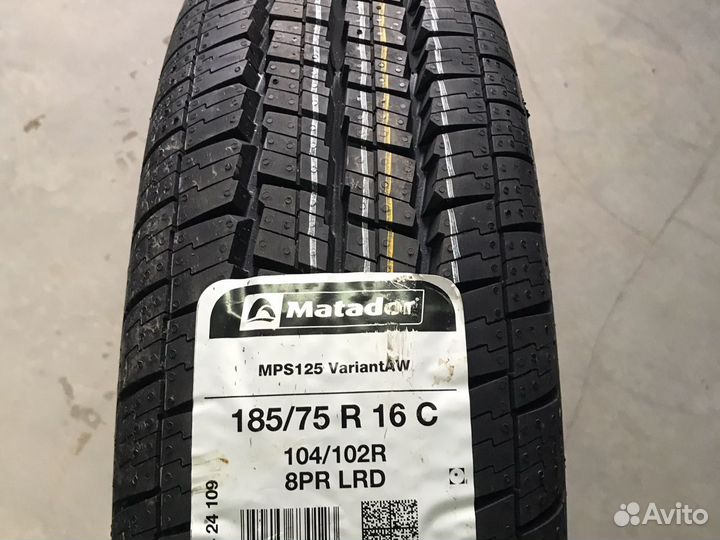 Matador
MPS125 VariantAW
185/75 R 16 C
104/102R
8PR LRD
24 109
Avito